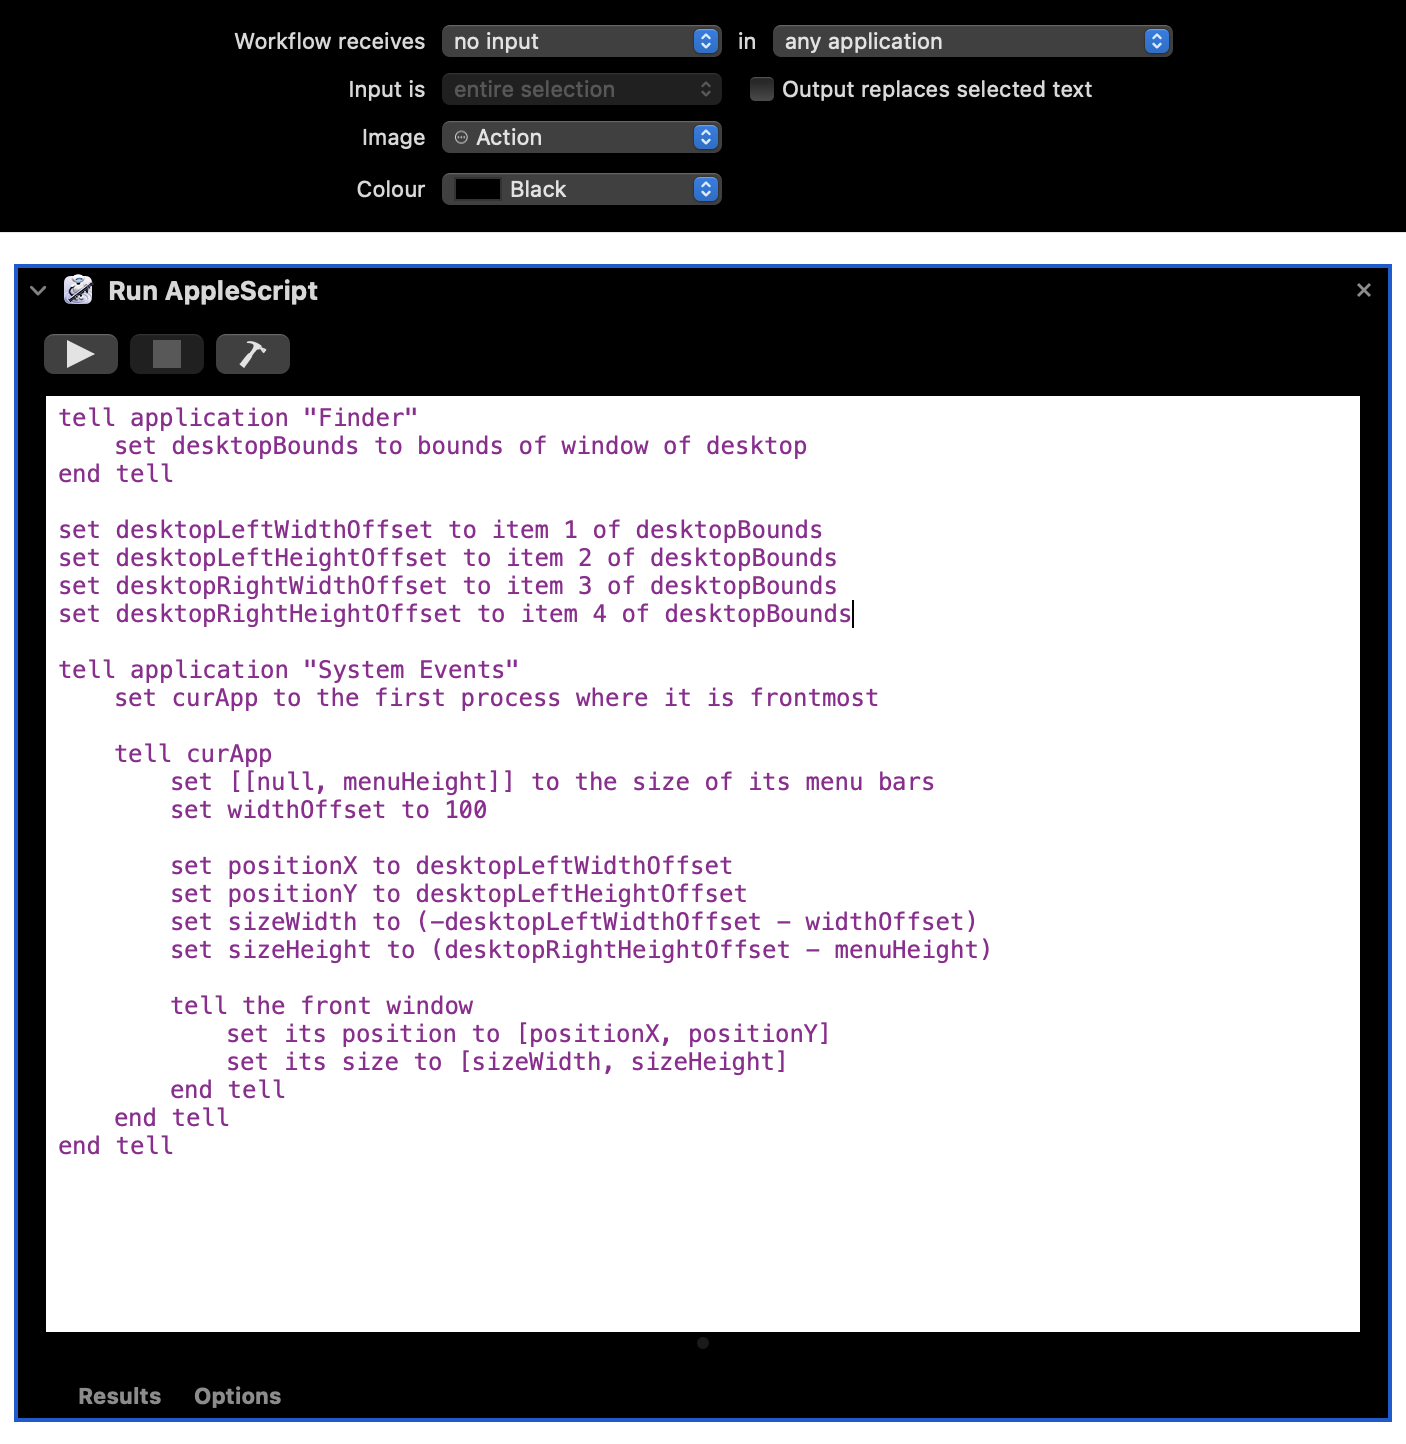 Workflow receives no input in any application
Input is entire selection Output replaces selected text
Image Action
Colour Black
Run AppleScript
tell application "Finder"
set desktopBounds to bounds of window of desktop
end tell
set desktopLeftWidthOffset to item 1 of desktopBounds
set desktopLeftHeightOffset to item 2 of desktopBounds
set desktopRightWidthOffset to item 3 of desktopBounds
set desktopRightHeightOffset to item 4 of desktopBounds
tell application "System Events"
set curApp to the first process where it is frontmost
tell curApp
set [[null, menuHeight]] to the size of its menu bars
set widthOffset to 100
set positionX to desktopLeftWidthOffset
set positionY to desktopLeftHeightOffset
set sizeWidth to (-desktopLeftWidthOffset - widthOffset)
set sizeHeight to (desktopRightHeightOffset - menuHeight)
tell the front window
set its position to [positionX, positionY]
set its size to [sizeWidth, sizeHeight]
end tell
end tell
end tell
Results Options